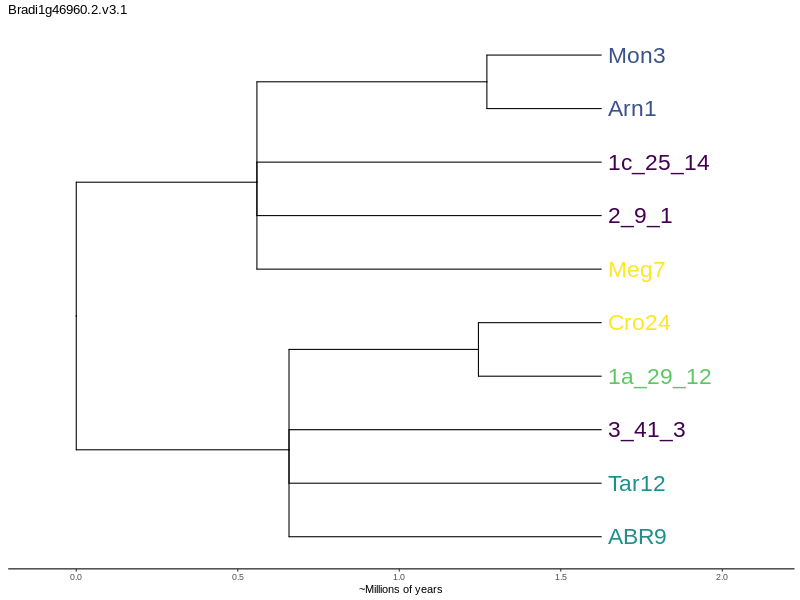 Bradi1g46960.2.v3.1
Mon3
Arn1
1c_25_14
2_9_1
Meg7
Cro24
1a_29_12
3_41_3
Tar12
ABR9
0.0 0.5 1.0 1.5 2.0
~Millions of years